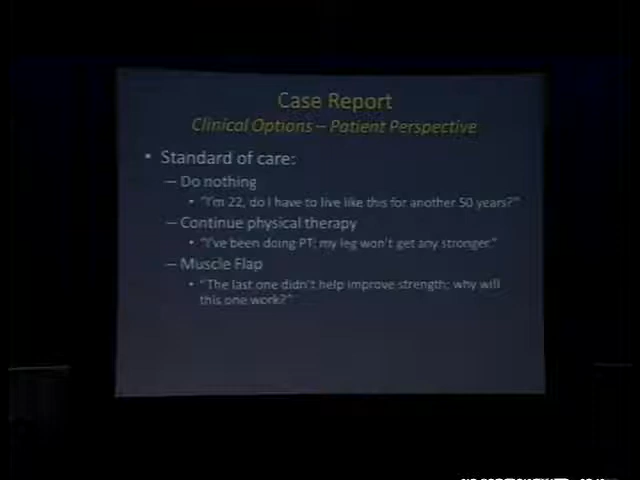 Case Report
Clinical Options – Patient Perspective
• Standard of care:
– Do nothing
• "I'm 22, do I have to live like this for another 50 years?"
– Continue physical therapy
• "I've been doing PT; my leg won't get any stronger."
– Muscle Flap
• "The last one didn't help improve strength; why will
this one work?"